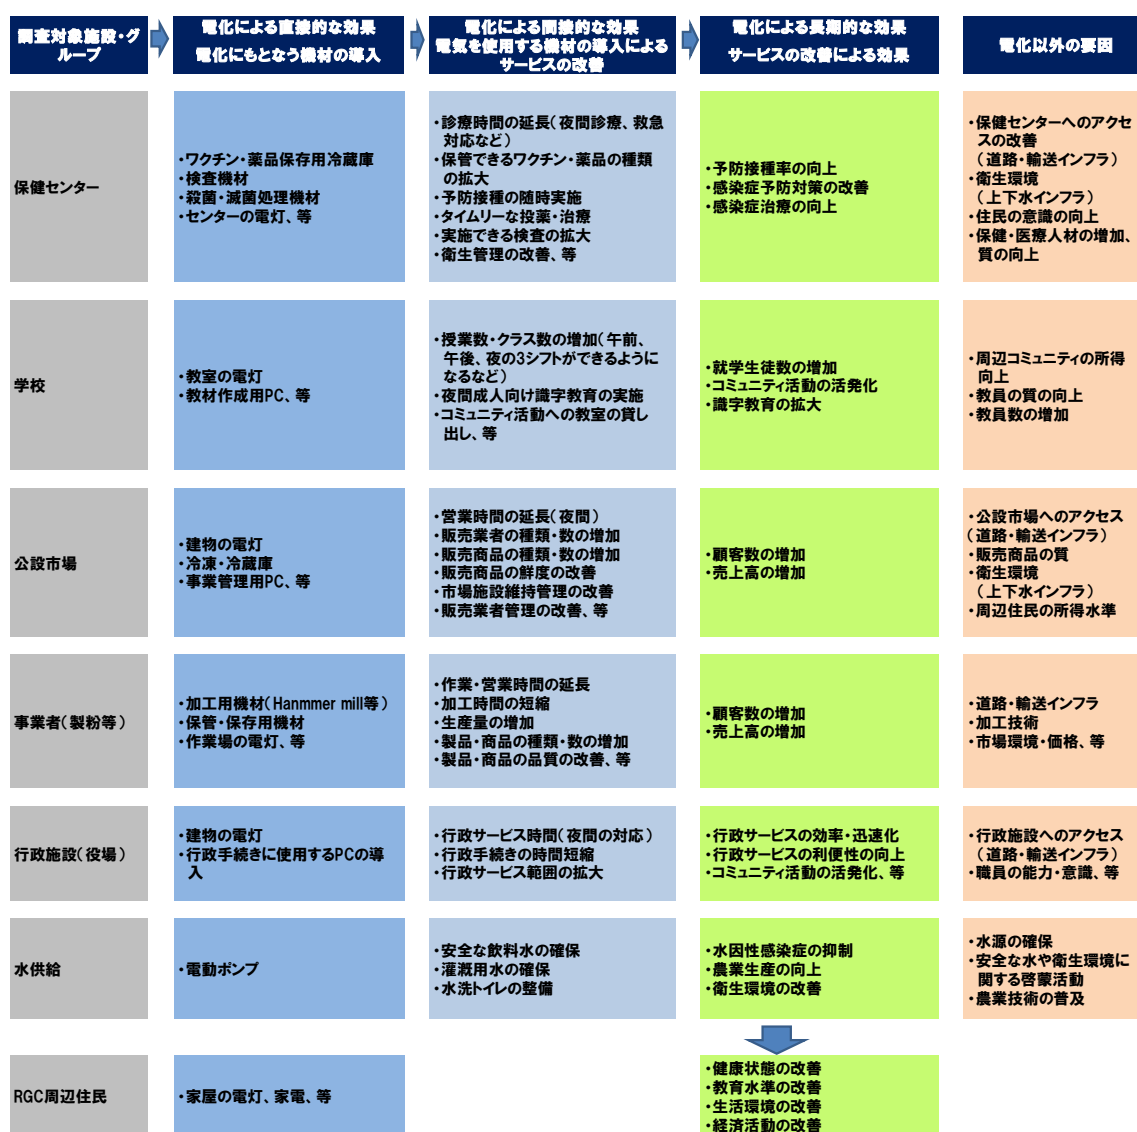 調査対象施設・グ
ループ
電化による直接的な効果
電化にもとなう機材の導入
電化による間接的な効果
電気を使用する機材の導入による
サービスの改善
電化による長期的な効果
サービスの改善による効果
電化以外の要因
保健センター
・ワクチン・薬品保存用冷蔵庫
・検査機材
・殺菌・滅菌処理機材
・センターの電灯、等
・診療時間の延長(夜間診療、救急
対応など)
・保管できるワクチン・薬品の種類
の拡大
・予防接種の随時実施
・タイムリーな投薬・治療
・実施できる検査の拡大
・衛生管理の改善、等
・予防接種率の向上
・感染症予防対策の改善
・感染症治療の向上
・保健センターへのアクセ
スの改善
(道路・輸送インフラ)
・衛生環境
(上下水インフラ)
・住民の意識の向上
・保健・医療人材の増加、
質の向上
学校
・教室の電灯
・教材作成用PC、等
・授業数・クラス数の増加(午前、
午後、夜の3シフトができるように
なるなど)
・夜間成人向け識字教育の実施
・コミュニティ活動への教室の貸し
出し、等
・就学生徒数の増加
・コミュニティ活動の活発化
・識字教育の拡大
・周辺コミュニティの所得
向上
・教員の質の向上
・教員数の増加
公設市場
・建物の電灯
・冷凍・冷蔵庫
・事業管理用PC、等
・営業時間の延長(夜間)
・販売業者の種類・数の増加
・販売商品の種類・数の増加
・販売商品の鮮度の改善
・市場施設維持管理の改善
・販売業者管理の改善、等
・顧客数の増加
・売上高の増加
・公設市場へのアクセス
(道路・輸送インフラ)
・販売商品の質
・衛生環境
(上下水インフラ)
・周辺住民の所得水準
事業者(製粉等)
・加工用機材(Hanmmer mill等)
・保管・保存用機材
・作業場の電灯、等
・作業・営業時間の延長
・加工時間の短縮
・生産量の増加
・製品・商品の種類・数の増加
・製品・商品の品質の改善、等
・顧客数の増加
・売上高の増加
・道路・輸送インフラ
・加工技術
・市場環境・価格、等
行政施設(役場)
・建物の電灯
・行政手続きに使用するPCの導
入
・行政サービス時間(夜間の対応)
・行政手続きの時間短縮
・行政サービス範囲の拡大
・行政サービスの効率・迅速化
・行政サービスの利便性の向上
・コミュニティ活動の活発化、等
・行政施設へのアクセス
(道路・輸送インフラ)
・職員の能力・意識、等
水供給
・電動ポンプ
・安全な飲料水の確保
・灌漑用水の確保
・水洗トイレの整備
・水因性感染症の抑制
・農業生産の向上
・衛生環境の改善
・水源の確保
・安全な水や衛生環境に
関する啓蒙活動
・農業技術の普及
RGC周辺住民
・家屋の電灯、家電、等
・健康状態の改善
・教育水準の改善
・生活環境の改善
・経済活動の改善